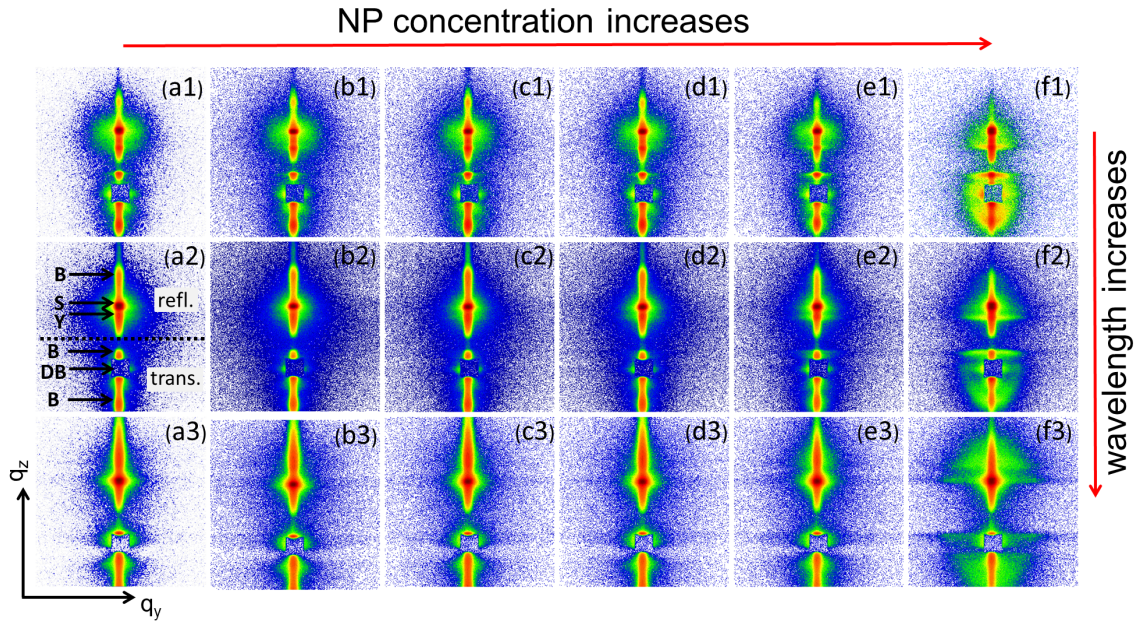 NP concentration increases
(a1) (b1) (c1) (d1) (e1) (f1)
(a2) (b2) (c2) (d2) (e2) (f2)
B
S
refl.
Y
B
DB
trans.
B
(a3) (b3) (c3) (d3) (e3) (f3)
wavelength increases
qz
qy